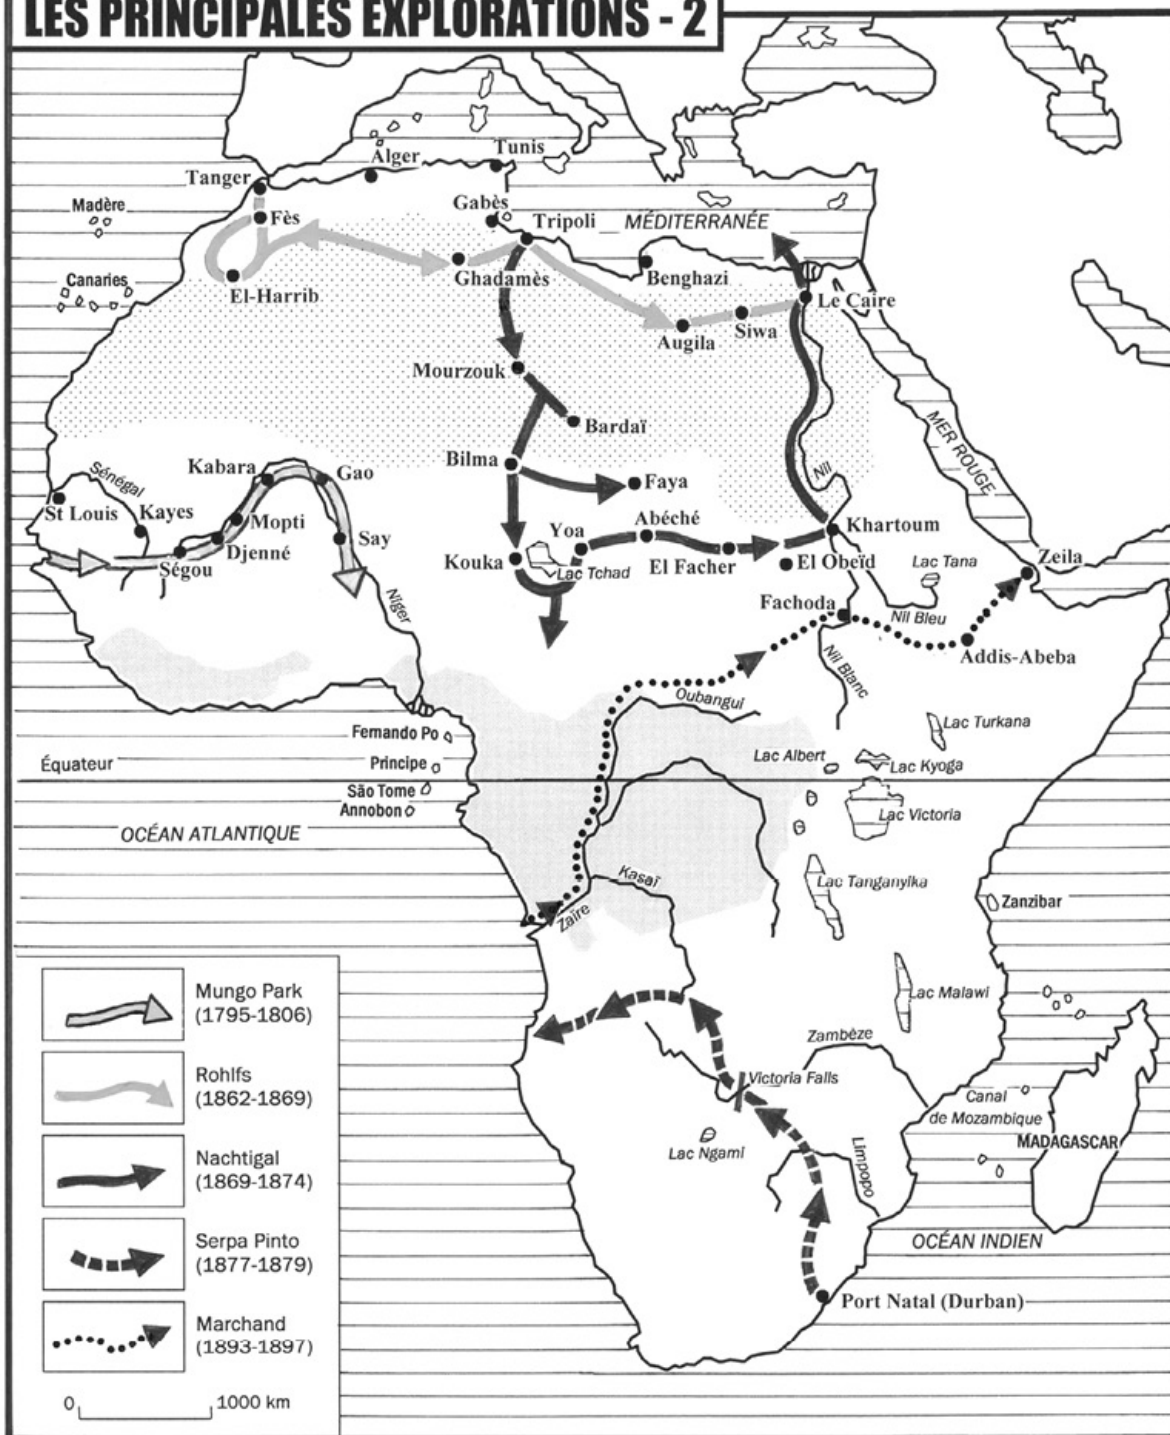 LES PRINCIPALES EXPLORATIONS - 2
Tunis
Alger
Tanger
Gabès
Madère
Fès
Tripoli
MÉDITERRANÉE
Canaries
Ghadamès
Benghazi
El-Harrib
Le Caire
Siwa
Augila
Mourzouk
Bardaï
MER ROUGE
Bilma
Kabara
Gao
Sénégal
Nil
Faya
St Louis
Kayes
Mopti
Abéché
Khartoum
Yoa
Djenné
Say
Ségou
Kouka
Lac Tchad
El Facher
El Obeïd
Lac Tana
Zeila
Niger
Fachoda
Nil Bleu
Addis-Abeba
Nil Blanc
Oubangui
Lac Turkana
Fernando Po
Lac Albert
Lac Kyoga
Équateur
Principe
São Tome
Annobon
Lac Victoria
OCÉAN ATLANTIQUE
Kasaï
Lac Tanganyika
Zaïre
Zanzibar
Lac Malawi
Mungo Park
(1795-1806)
Zambèze
Rohlfs
(1862-1869)
Victoria Falls
Canal
de Mozambique
MADAGASCAR
Lac Ngami
Limpopo
Nachtigal
(1869-1874)
Serpa Pinto
(1877-1879)
OCÉAN INDIEN
Port Natal (Durban)
Marchand
(1893-1897)
0 1000 km